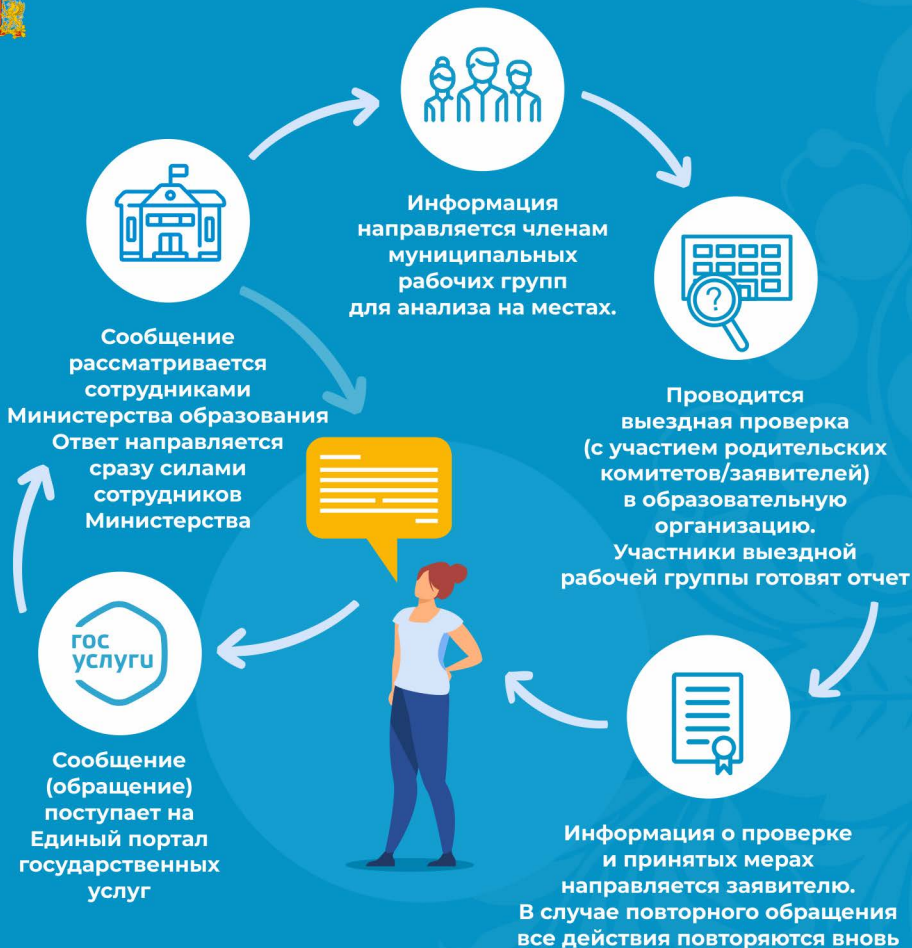 Информация
направляется членам
муниципальных
рабочих групп
для анализа на местах.
Сообщение
рассматривается
сотрудниками
Министерства образования
Ответ направляется
сразу силами
сотрудников
Министерства
?
Проводится
выездная проверка
(с участием родительских
комитетов/заявителей)
в образовательную
организацию.
Участники выездной
рабочей группы готовят отчет
гос
услуги
Сообщение
(обращение)
поступает на
Единый портал
государственных
услуг
Информация о проверке
и принятых мерах
направляется заявителю.
В случае повторного обращения
все действия повторяются вновь